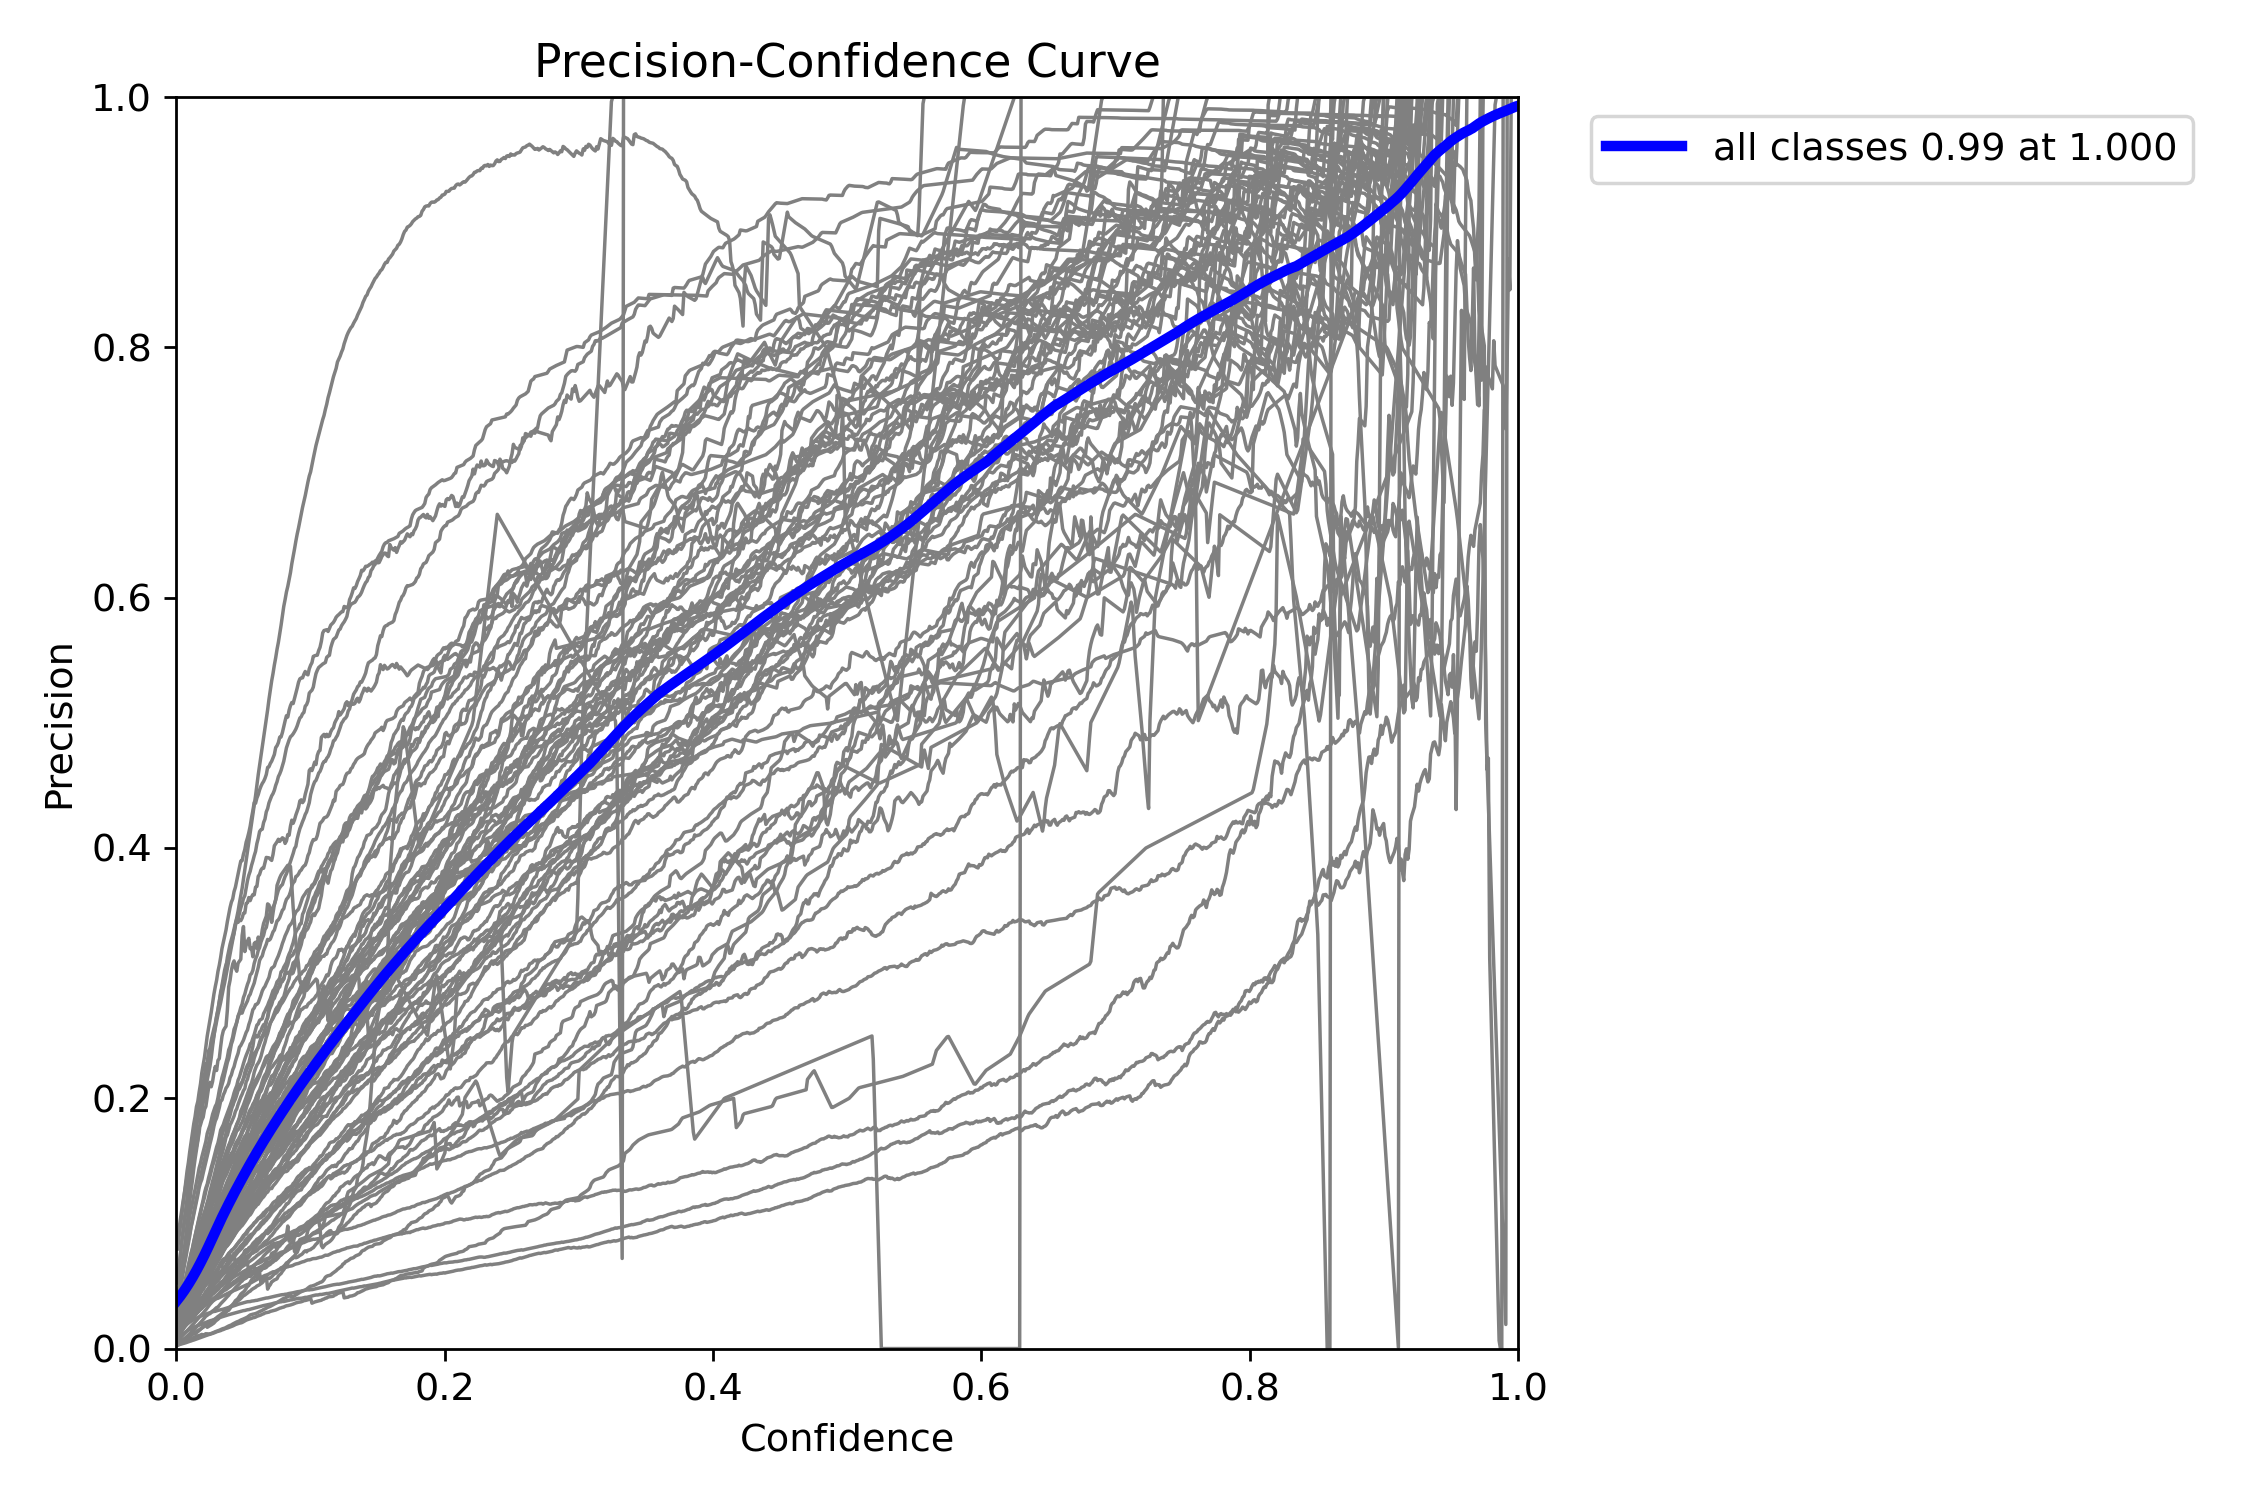 Precision-Confidence Curve
1.0
0.8
0.6
0.4
0.2
0.0
Precision
0.0 0.2 0.4 0.6 0.8 1.0
Confidence
all classes 0.99 at 1.000